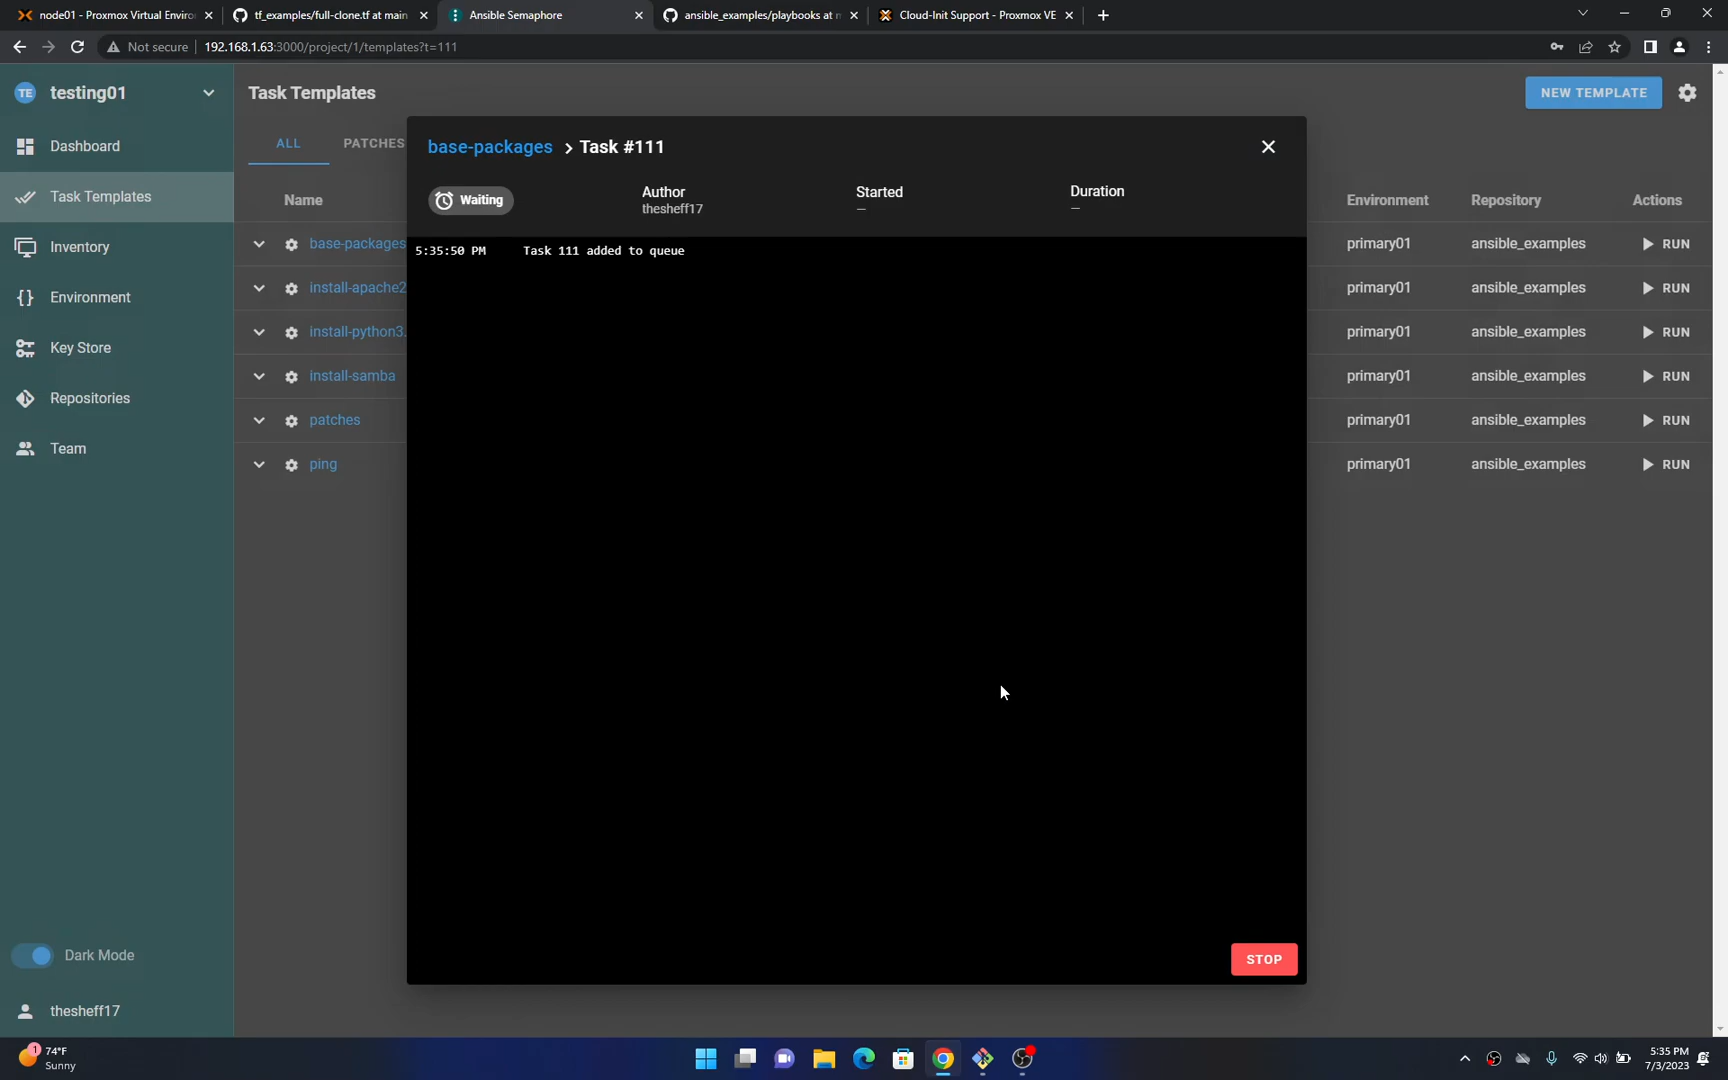 node01 - Proxmox Virtual Enviro
tf_examples/full-clone.tf at main
Ansible Semaphore
ansible_examples/playbooks at m
Cloud-Init Support - Proxmox VE
Not secure
192.168.1.63:3000/project/1/templates?t=111
TE
testing01
Dashboard
Task Templates
Inventory
Environment
Key Store
Repositories
Team
Dark Mode
thesheff17
Task Templates
NEW TEMPLATE
ALL
PATCHES
Name
Environment
Repository
Actions
base-packages
primary01
ansible_examples
RUN
install-apache2
primary01
ansible_examples
RUN
install-python3.
primary01
ansible_examples
RUN
install-samba
primary01
ansible_examples
RUN
patches
primary01
ansible_examples
RUN
ping
primary01
ansible_examples
RUN
base-packages > Task #111
Waiting
Author
thesheff17
Started
—
Duration
—
5:35:50 PM Task 111 added to queue
STOP
1
74°F
Sunny
5:35 PM
7/3/2023